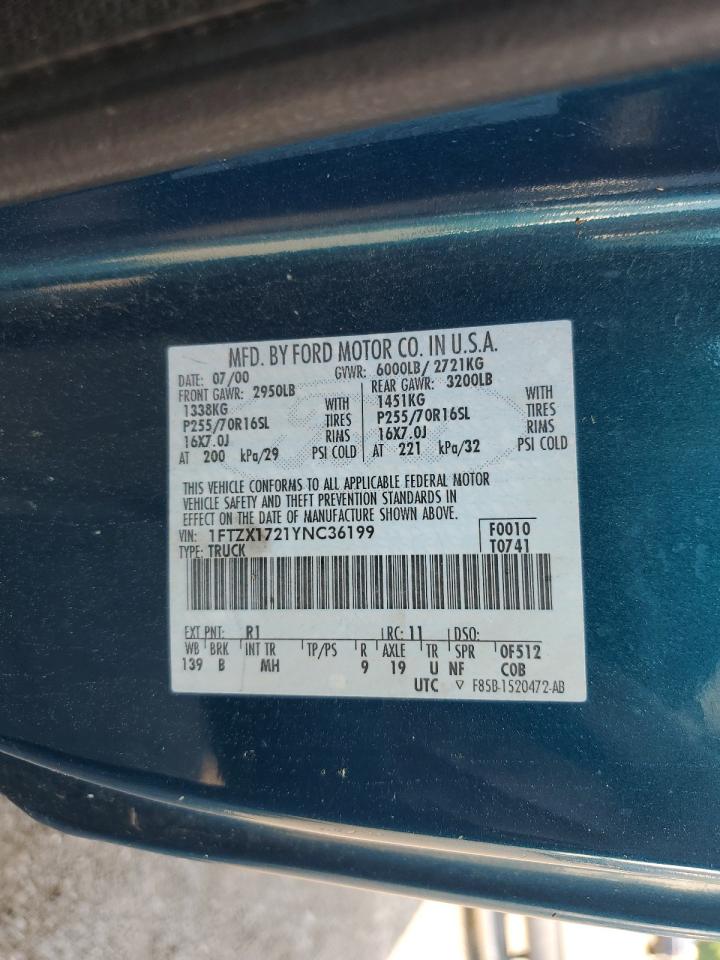 MFD. BY FORD MOTOR CO. IN U.S.A.
DATE: 07/00 GVWR: 6000LB/ 2721KG
FRONT GAWR: 2950LB REAR GAWR: 3200LB
1338KG WITH 1451KG WITH
P255/70R16SL TIRES P255/70R16SL TIRES
16X7.0J RIMS 16X7.0J RIMS
AT 200 kPa/29 PSI COLD AT 221 kPa/32 PSI COLD
THIS VEHICLE CONFORMS TO ALL APPLICABLE FEDERAL MOTOR
VEHICLE SAFETY AND THEFT PREVENTION STANDARDS IN
EFFECT ON THE DATE OF MANUFACTURE SHOWN ABOVE.
VIN: 1FTZX1721YNC36199 F0010
TYPE: TRUCK T0741
EXT PNT: R1 RC: 11 DSO:
WB BRK INT TR TP/PS R AXLE TR SPR 0F512
139 B MH 9 19 U NF COB
UTC ▽ F85B-1520472-AB